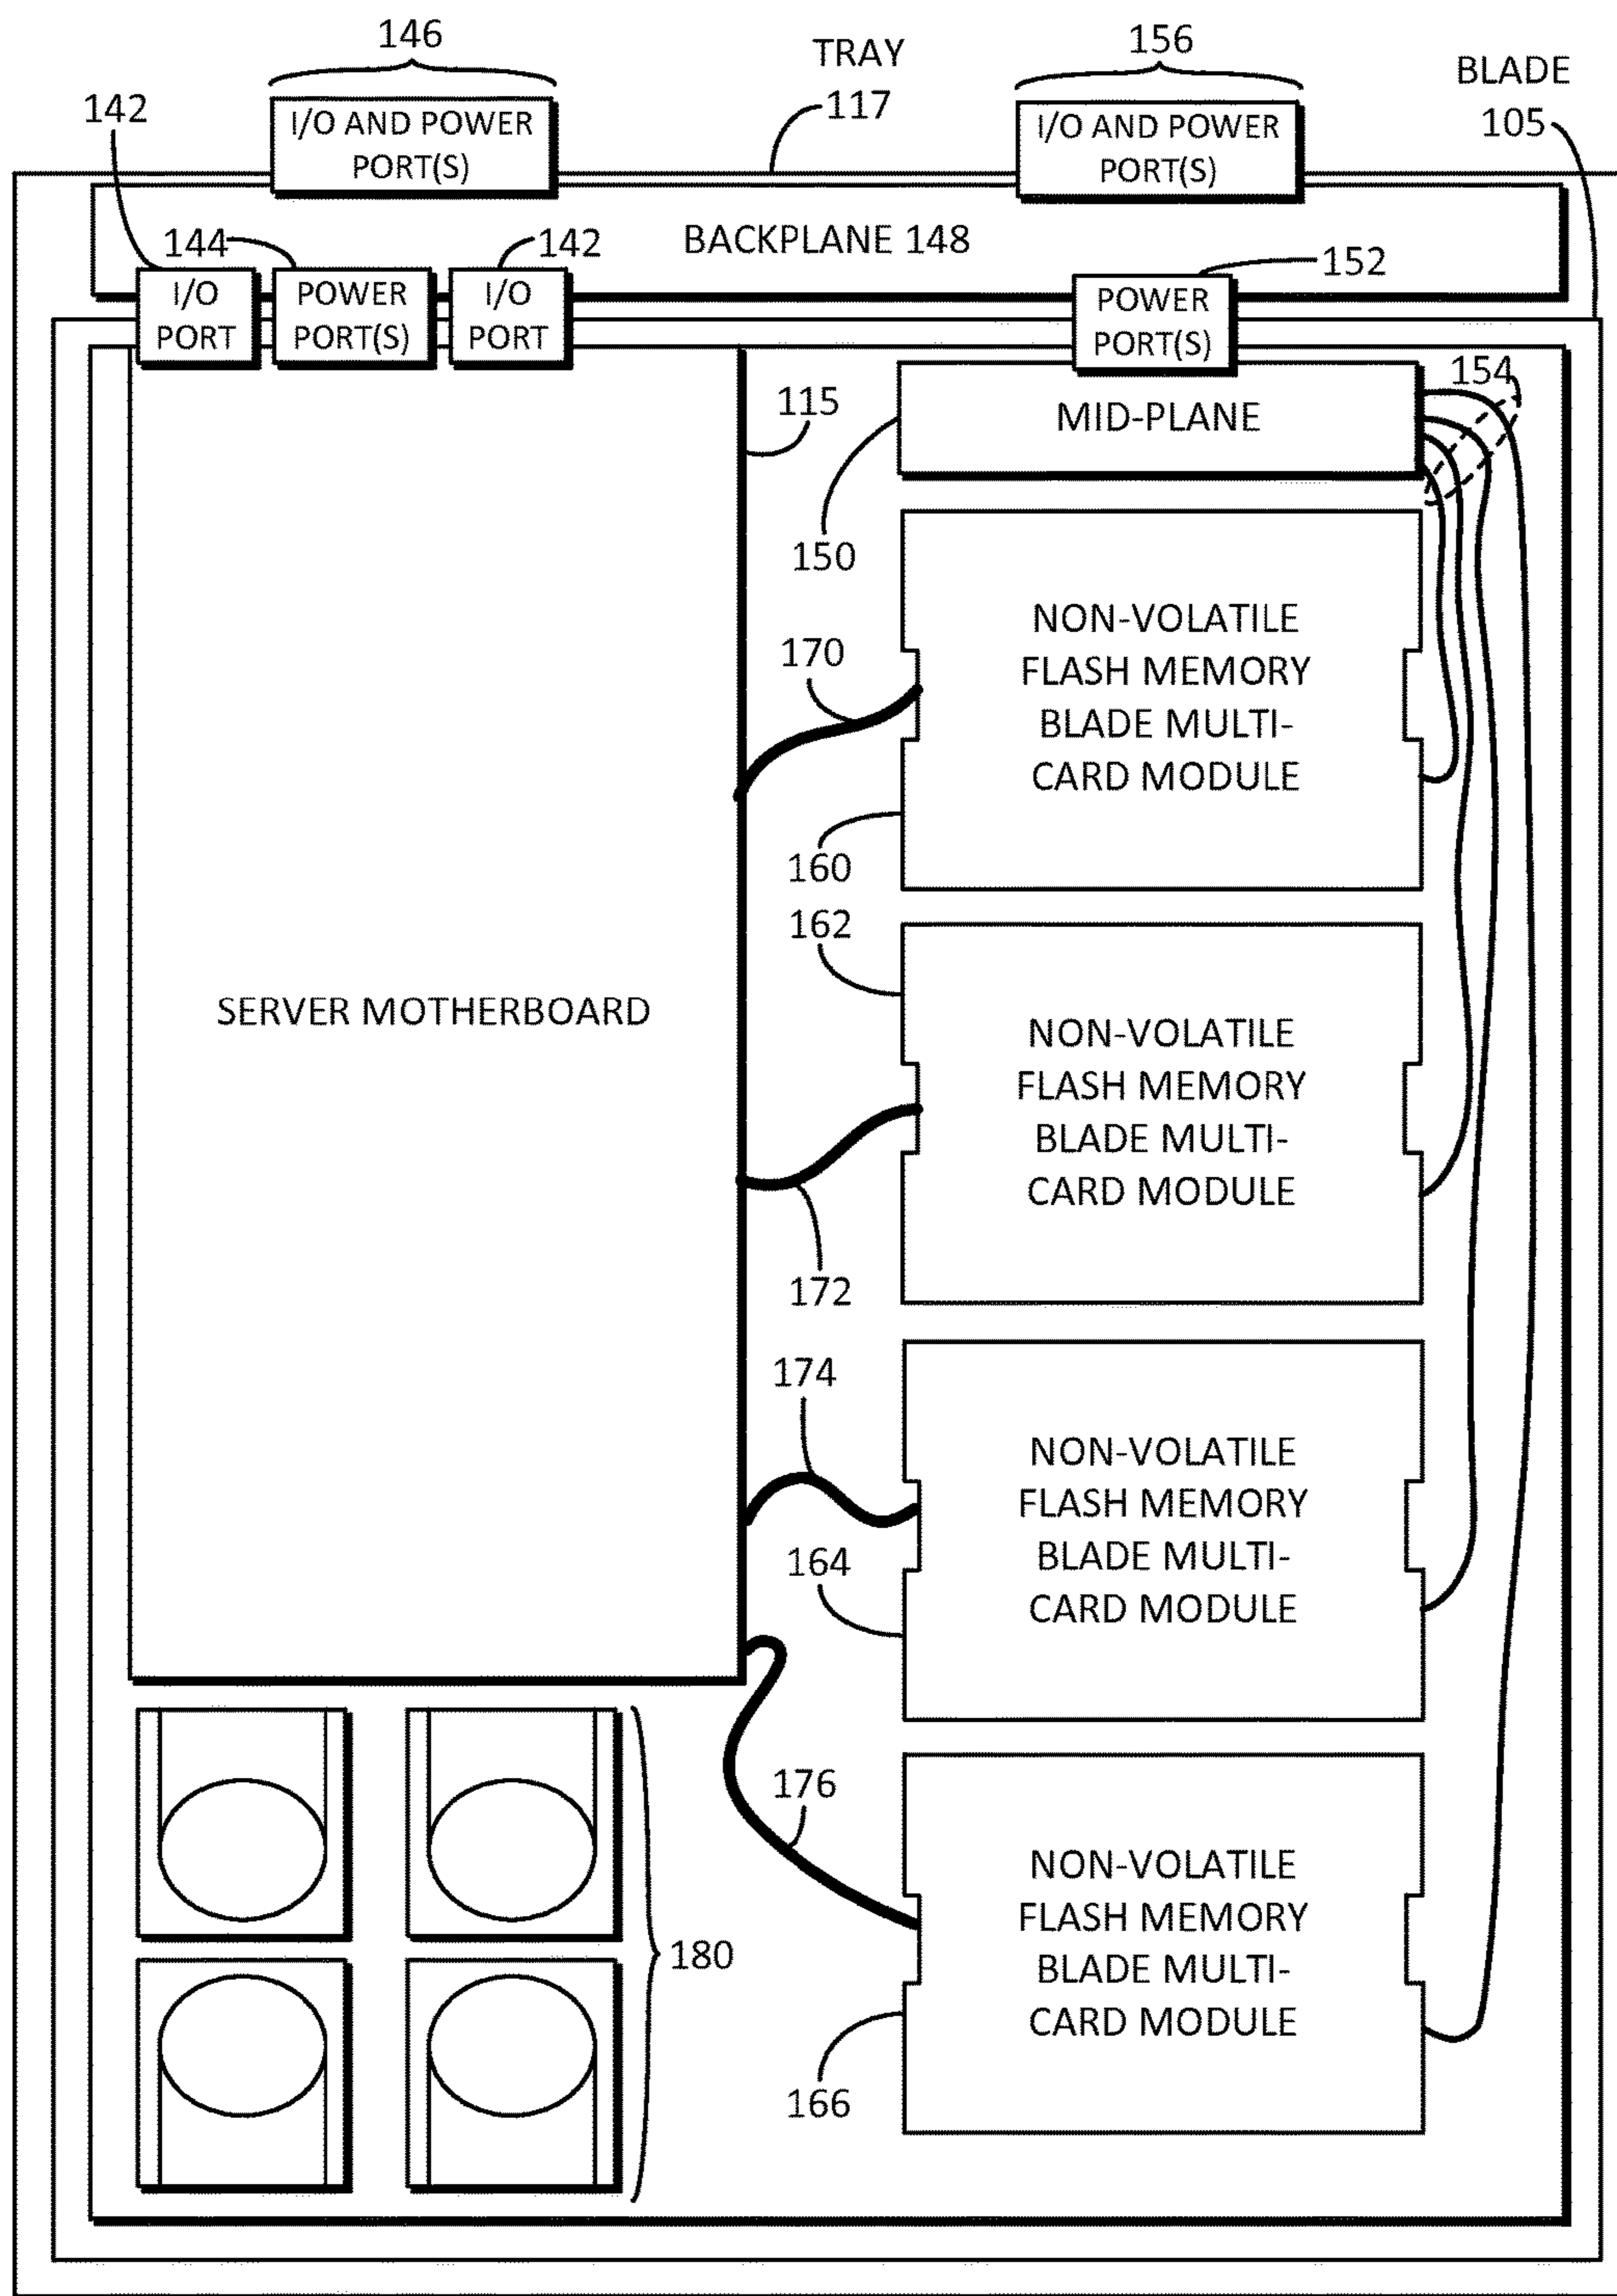 146
TRAY
117
156
BLADE
105
142
I/O AND POWER
PORT(S)
I/O AND POWER
PORT(S)
144
142
BACKPLANE 148
152
I/O
PORT
POWER
PORT(S)
I/O
PORT
POWER
PORT(S)
154
115
MID-PLANE
150
NON-VOLATILE
FLASH MEMORY
BLADE MULTI-
CARD MODULE
170
160
162
SERVER MOTHERBOARD
NON-VOLATILE
FLASH MEMORY
BLADE MULTI-
CARD MODULE
172
174
NON-VOLATILE
FLASH MEMORY
BLADE MULTI-
CARD MODULE
164
176
NON-VOLATILE
FLASH MEMORY
BLADE MULTI-
CARD MODULE
180
166